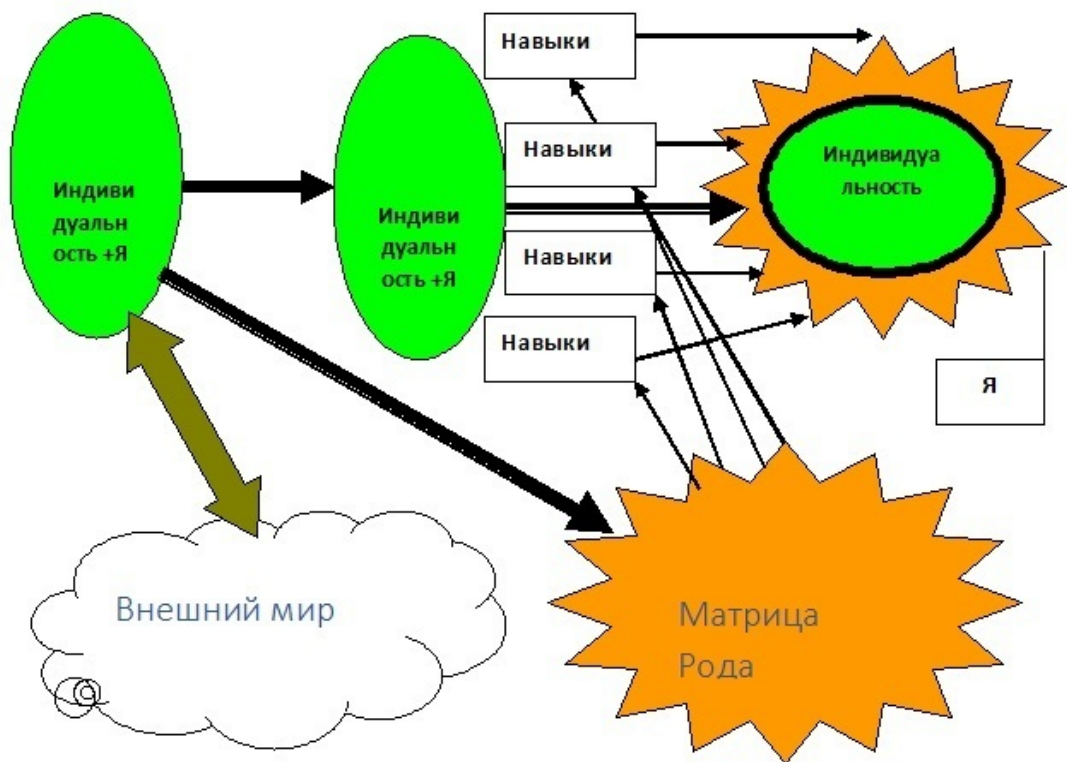 Навыки
Навыки
Навыки
Навыки
Индиви
дуальн
ость +Я
Индиви
дуальн
ость +Я
Индивидуа
льность
Я
Внешний мир
Матрица
Рода